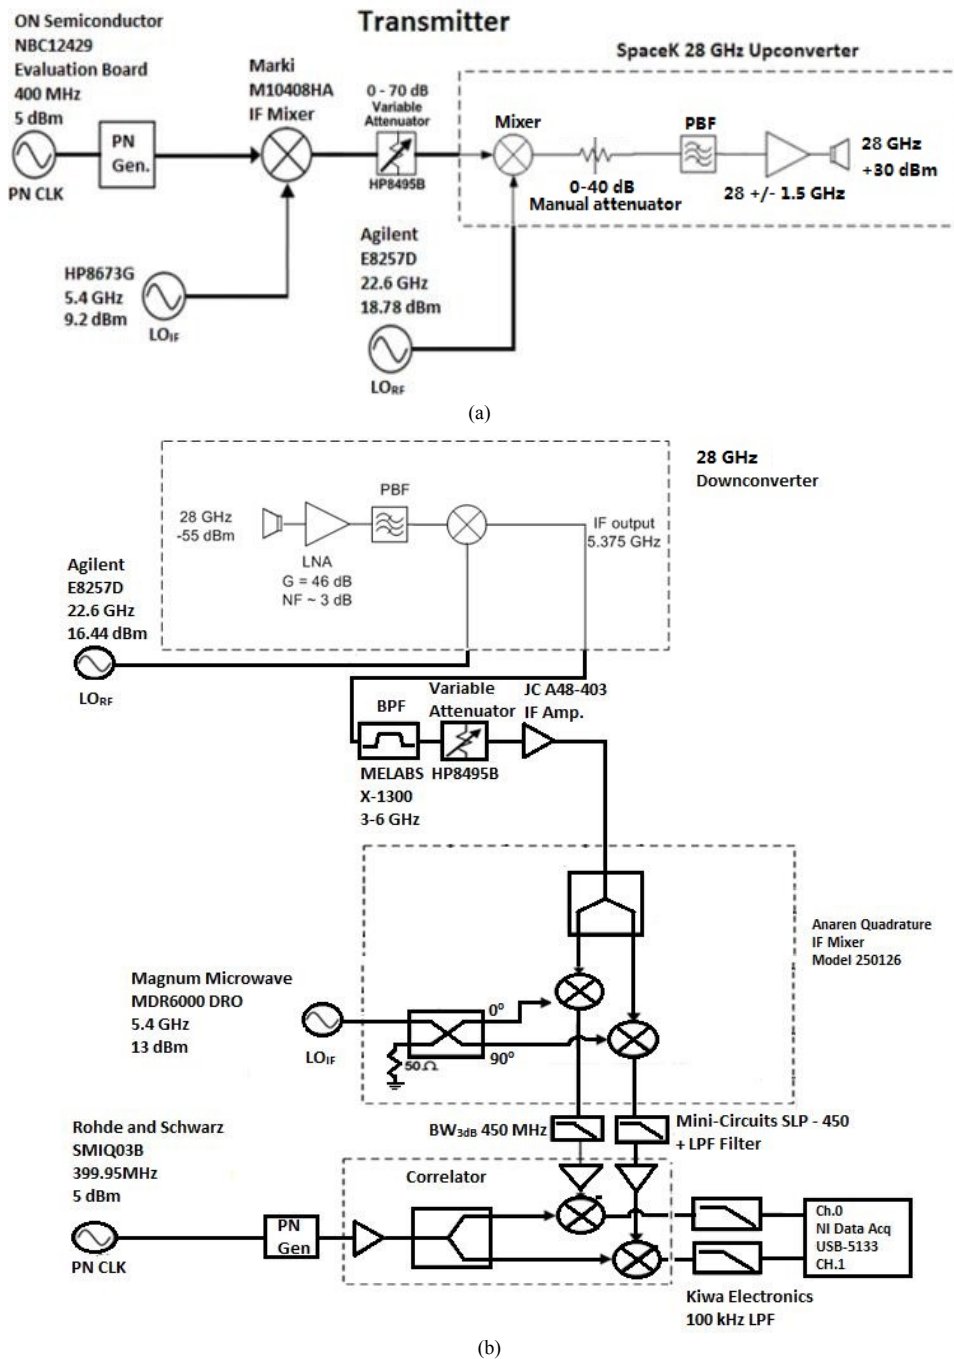 Transmitter
ON Semiconductor
NBC12429
Evaluation Board
400 MHz
5 dBm
PN CLK
PN
Gen.
Marki
M10408HA
IF Mixer
0 - 70 dB
Variable
Attenuator
HP8495B
HP8673G
5.4 GHz
9.2 dBm
LOIF
Agilent
E8257D
22.6 GHz
18.78 dBm
LORF
SpaceK 28 GHz Upconverter
Mixer
0-40 dB
Manual attenuator
PBF
28 +/- 1.5 GHz
28 GHz
+30 dBm
(a)
28 GHz
Downconverter
28 GHz
-55 dBm
LNA
G = 46 dB
NF ~ 3 dB
PBF
IF output
5.375 GHz
Agilent
E8257D
22.6 GHz
16.44 dBm
LORF
BPF
MELABS
X-1300
3-6 GHz
Variable
Attenuator
HP8495B
JC A48-403
IF Amp.
Anaren Quadrature
IF Mixer
Model 250126
Magnum Microwave
MDR6000 DRO
5.4 GHz
13 dBm
LOIF
0°
90°
50Ω
BW3dB 450 MHz
Mini-Circuits SLP - 450
+ LPF Filter
Rohde and Schwarz
SMIQ03B
399.95MHz
5 dBm
PN CLK
PN
Gen
Correlator
Ch.0
NI Data Acq
USB-5133
CH.1
Kiwa Electronics
100 kHz LPF
(b)